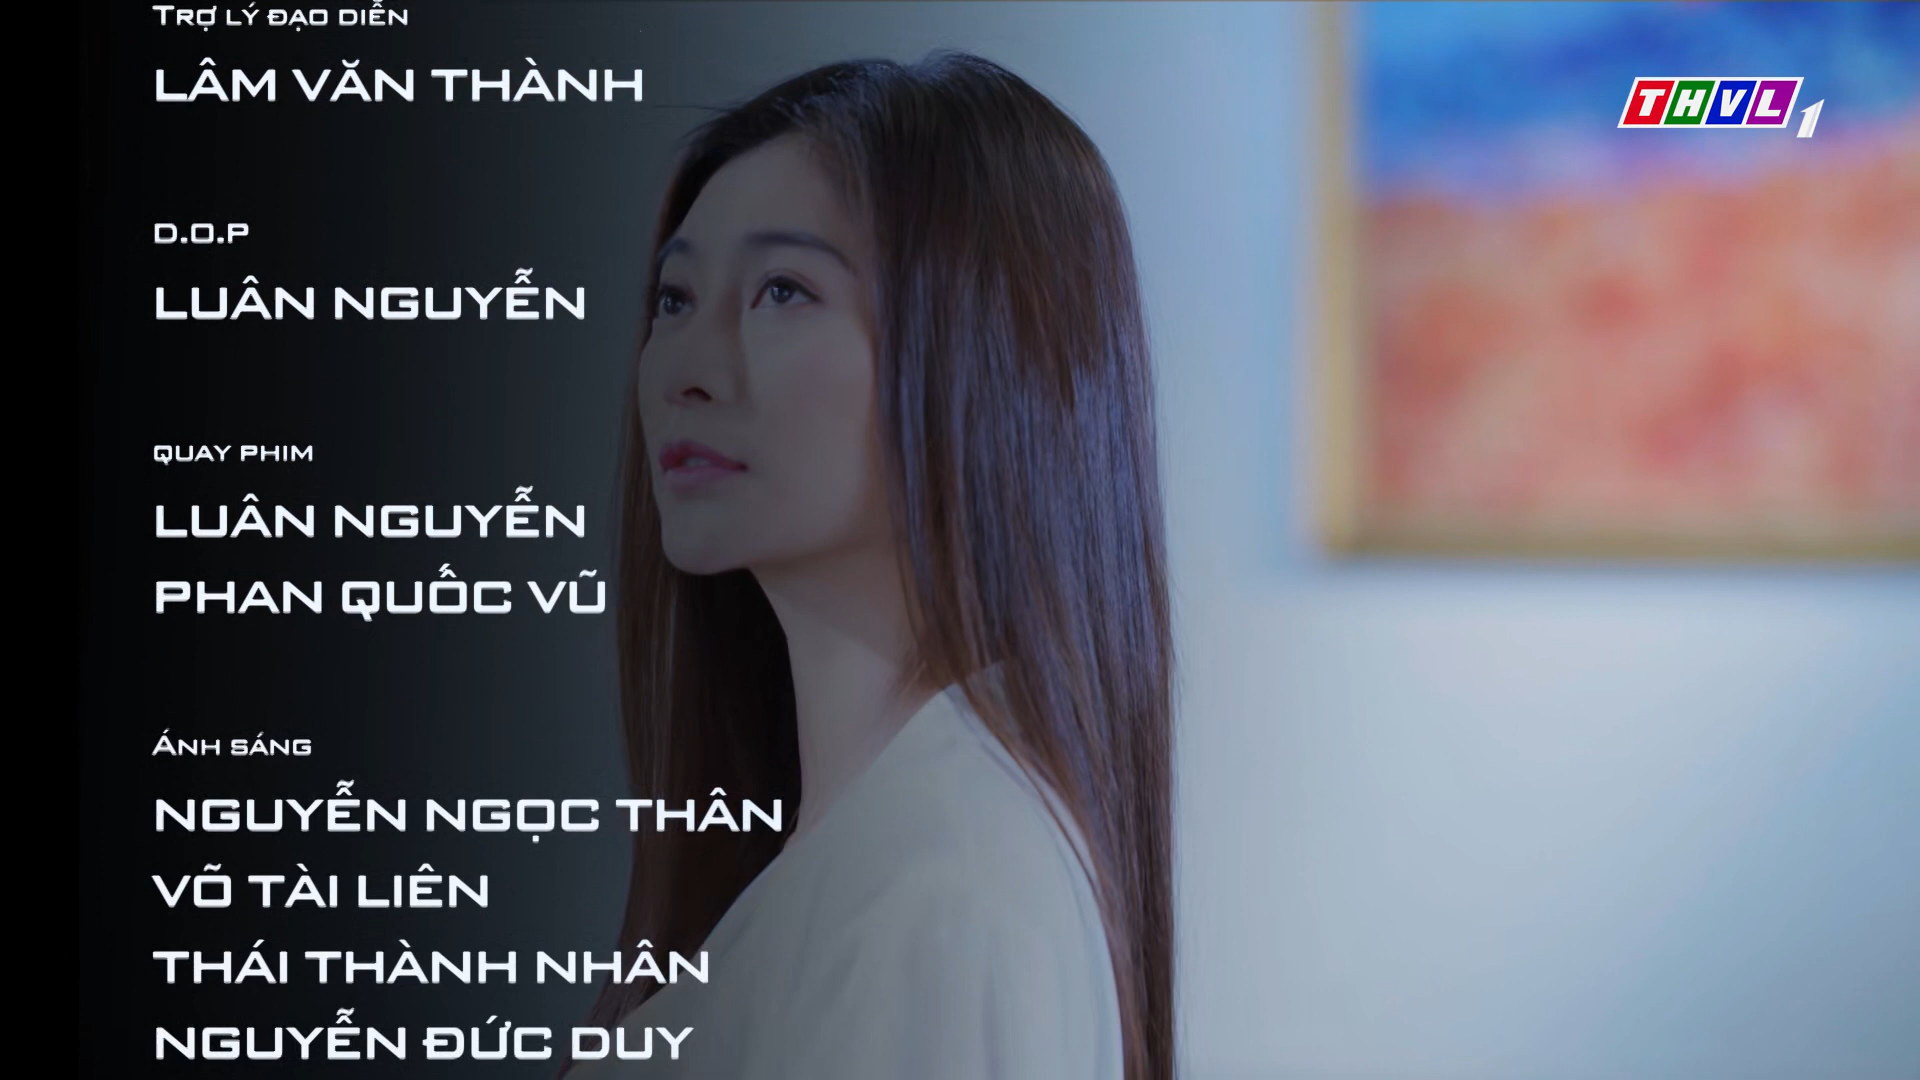 TRỢ LÝ ĐẠO DIỄN
LÂM VĂN THÀNH
THVL1
D.O.P
LUÂN NGUYỄN
QUAY PHIM
LUÂN NGUYỄN
PHAN QUỐC VŨ
ÁNH SÁNG
NGUYỄN NGỌC THÂN
VÕ TÀI LIÊN
THÁI THÀNH NHÂN
NGUYỄN ĐỨC DUY